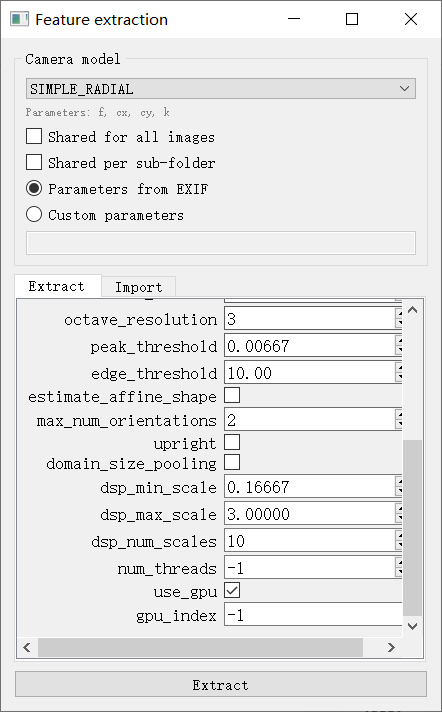 Feature extraction
Camera model
SIMPLE_RADIAL
Parameters: f, cx, cy, k
Shared for all images
Shared per sub-folder
Parameters from EXIF
Custom parameters
Extract Import
octave_resolution 3
peak_threshold 0.00667
edge_threshold 10.00
estimate_affine_shape
max_num_orientations 2
upright
domain_size_pooling
dsp_min_scale 0.16667
dsp_max_scale 3.00000
dsp_num_scales 10
num_threads -1
use_gpu
gpu_index -1
Extract